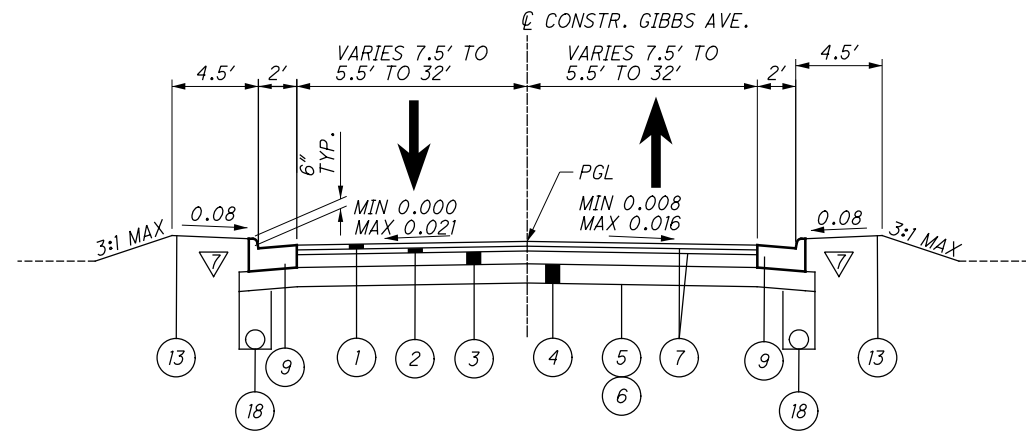 ℄ CONSTR. GIBBS AVE.
VARIES 7.5' TO
5.5' TO 32'
VARIES 7.5' TO
5.5' TO 32'
4.5'
2'
2'
4.5'
6"
TYP.
PGL
MIN 0.000
MAX 0.021
MIN 0.008
MAX 0.016
3:1 MAX
0.08
0.08
3:1 MAX
7
7
13
9
1
2
3
4
5
7
9
13
6
18
18